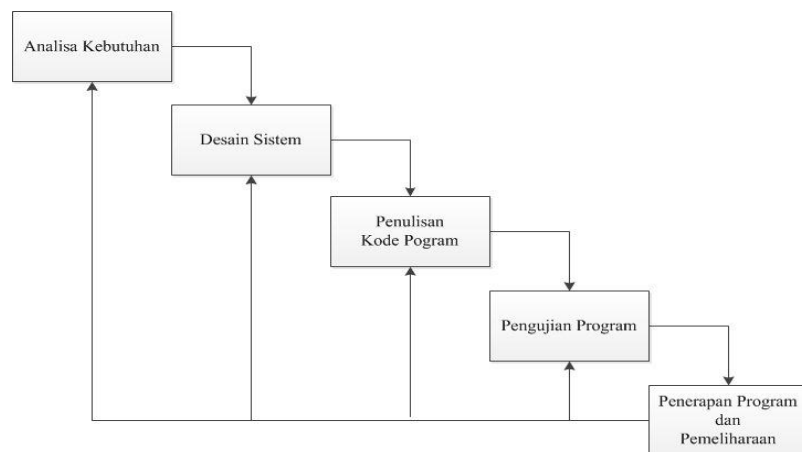 Analisa Kebutuhan
Desain Sistem
Penulisan
Kode Pogram
Pengujian Program
Penerapan Program
dan
Pemeliharaan